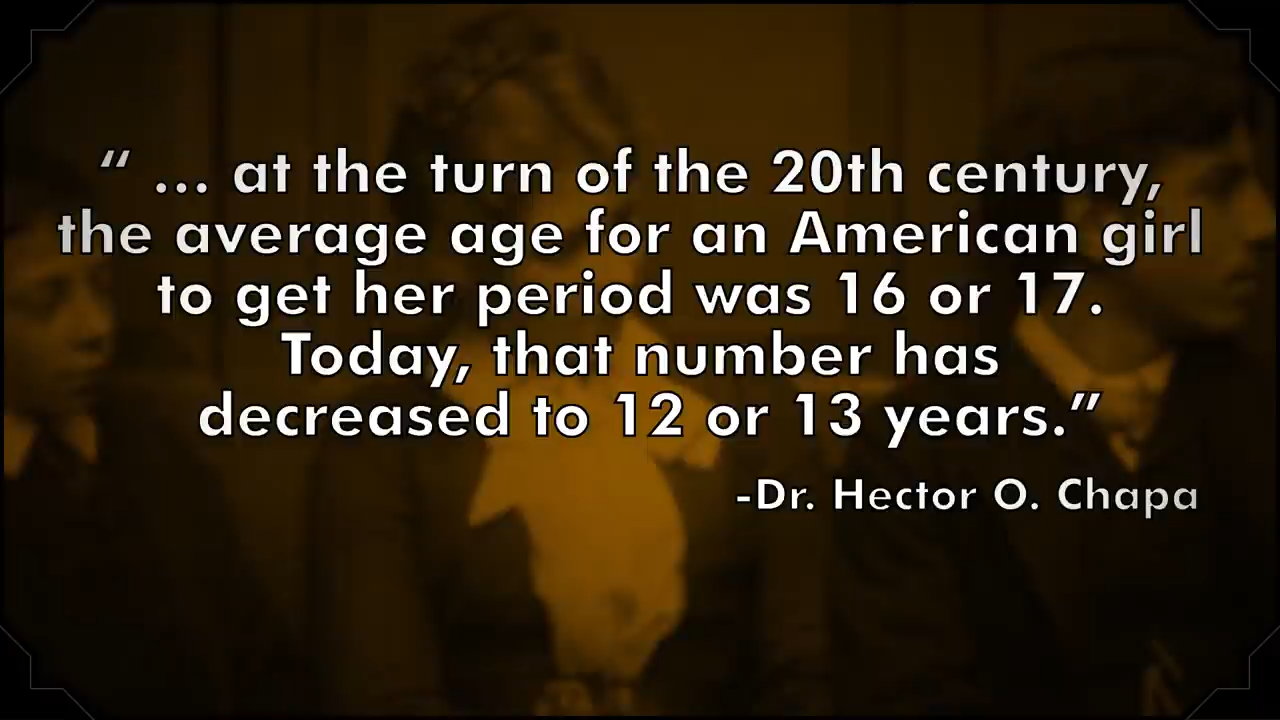 “ ... at the turn of the 20th century,
the average age for an American girl
to get her period was 16 or 17.
Today, that number has
decreased to 12 or 13 years.”
-Dr. Hector O. Chapa